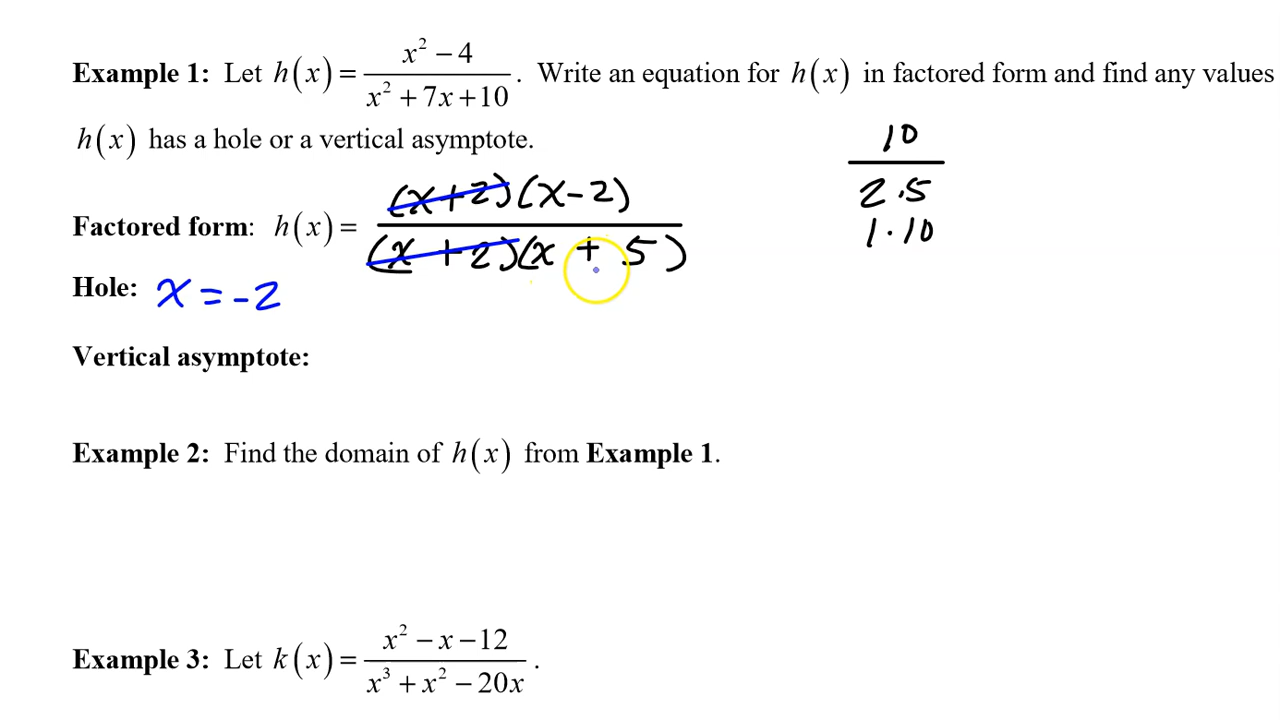 Example 1: Let h(x) = (x² − 4) / (x² + 7x + 10). Write an equation for h(x) in factored form and find any values
h(x) has a hole or a vertical asymptote.
10
2·5
1·10
Factored form: h(x) = (x+2)(x−2) / (x+2)(x+5)
Hole: x = −2
Vertical asymptote:
Example 2: Find the domain of h(x) from Example 1.
Example 3: Let k(x) = (x² − x − 12) / (x³ + x² − 20x).